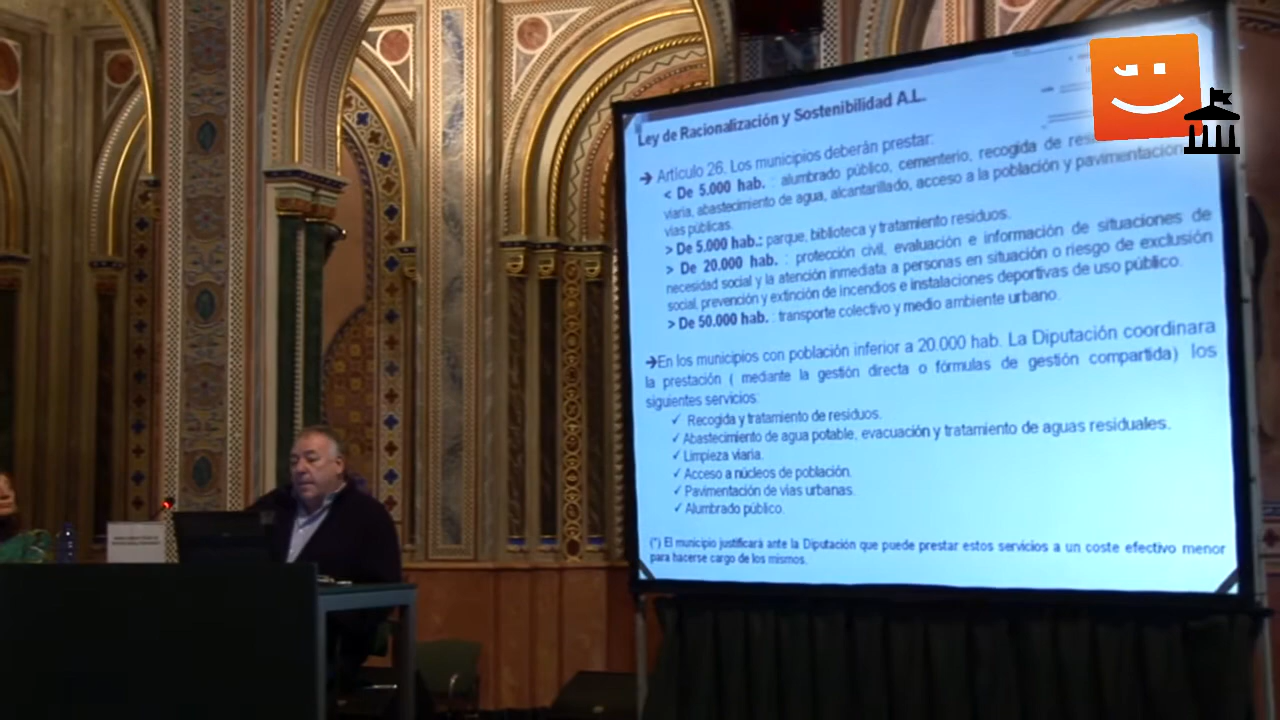 Ley de Racionalización y Sostenibilidad A.L.
➔ Artículo 26. Los municipios deberán prestar:
< De 5.000 hab. : alumbrado público, cementerio, recogida de
viaria, abastecimiento de agua, alcantarillado, acceso a la población y pavimentación
vías públicas.
> De 5.000 hab.: parque, biblioteca y tratamiento residuos.
> De 20.000 hab. : protección civil, evaluación e información de situaciones de
necesidad social y la atención inmediata a personas en situación o riesgo de exclusión
social, prevención y extinción de incendios e instalaciones deportivas de uso público.
> De 50.000 hab. : transporte colectivo y medio ambiente urbano.
➔En los municipios con población inferior a 20.000 hab. La Diputación coordinara
la prestación ( mediante la gestión directa o fórmulas de gestión compartida) los
siguientes servicios:
✓ Recogida y tratamiento de residuos.
✓ Abastecimiento de agua potable, evacuación y tratamiento de aguas residuales.
✓ Limpieza viaria.
✓ Acceso a núcleos de población.
✓ Pavimentación de vías urbanas.
✓ Alumbrado público.
(*) El municipio justificará ante la Diputación que puede prestar estos servicios a un coste efectivo menor
para hacerse cargo de los mismos.